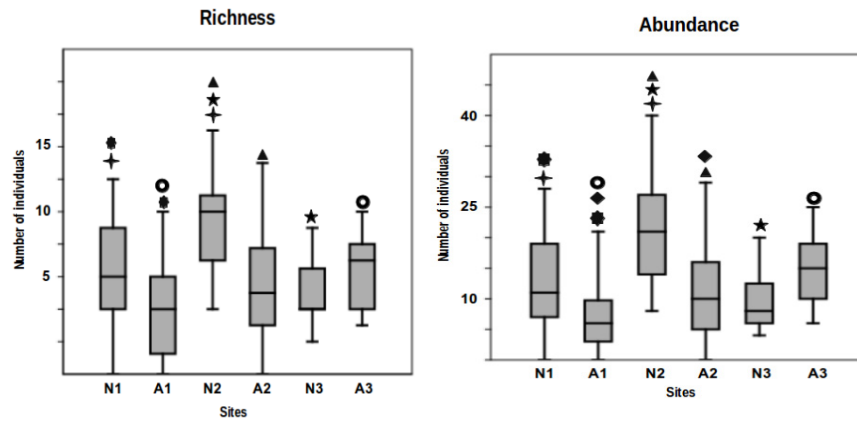 Richness
Number of individuals
15
10
5
N1 A1 N2 A2 N3 A3
Sites
Abundance
Number of individuals
40
25
10
N1 A1 N2 A2 N3 A3
Sites